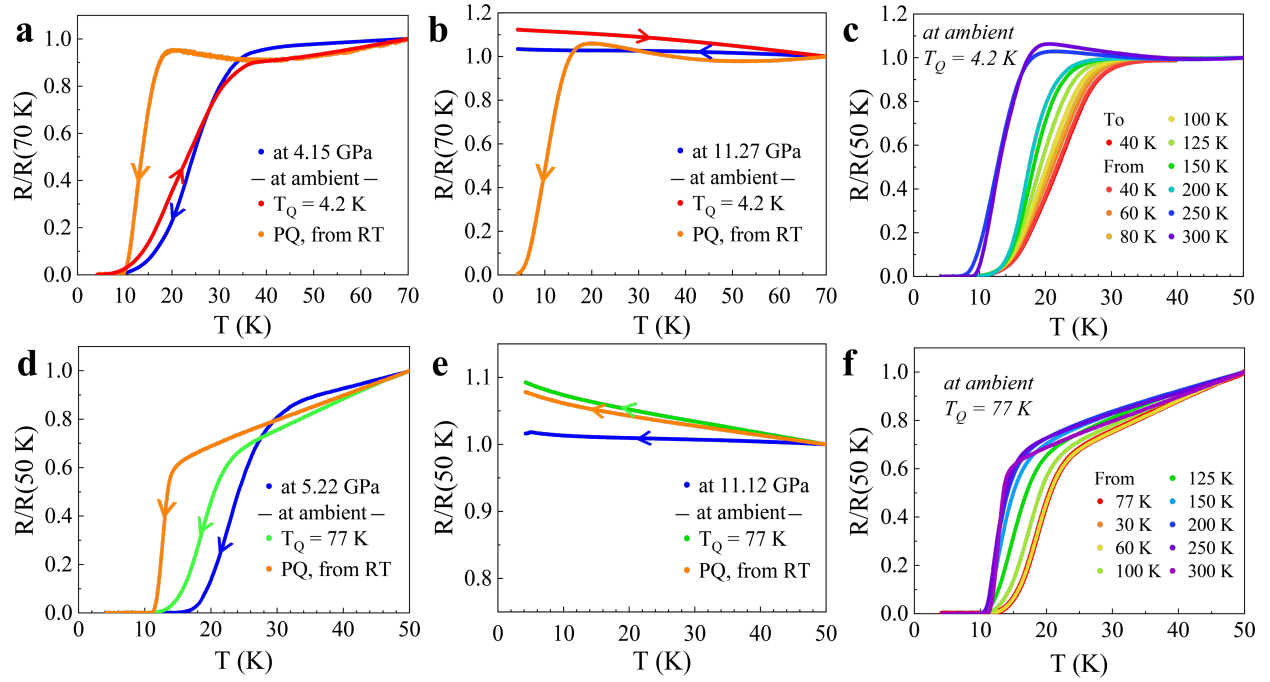 a
R/R(70 K)
1.0
0.8
0.6
0.4
0.2
0.0
at 4.15 GPa
— at ambient —
T_Q = 4.2 K
PQ, from RT
0 10 20 30 40 50 60 70
T (K)
b
R/R(70 K)
1.2
1.0
0.8
0.6
0.4
0.2
0.0
at 11.27 GPa
— at ambient —
T_Q = 4.2 K
PQ, from RT
0 10 20 30 40 50 60 70
T (K)
c
R/R(50 K)
1.2
1.0
0.8
0.6
0.4
0.2
0.0
at ambient
T_Q = 4.2 K
To
40 K
From
40 K
60 K
80 K
100 K
125 K
150 K
200 K
250 K
300 K
0 10 20 30 40 50
T (K)
d
R/R(50 K)
1.0
0.8
0.6
0.4
0.2
0.0
at 5.22 GPa
— at ambient —
T_Q = 77 K
PQ, from RT
0 10 20 30 40 50
T (K)
e
R/R(50 K)
1.1
1.0
0.9
0.8
at 11.12 GPa
— at ambient —
T_Q = 77 K
PQ, from RT
0 10 20 30 40 50
T (K)
f
R/R(50 K)
1.0
0.8
0.6
0.4
0.2
0.0
at ambient
T_Q = 77 K
From
77 K
30 K
60 K
100 K
125 K
150 K
200 K
250 K
300 K
0 10 20 30 40 50
T (K)